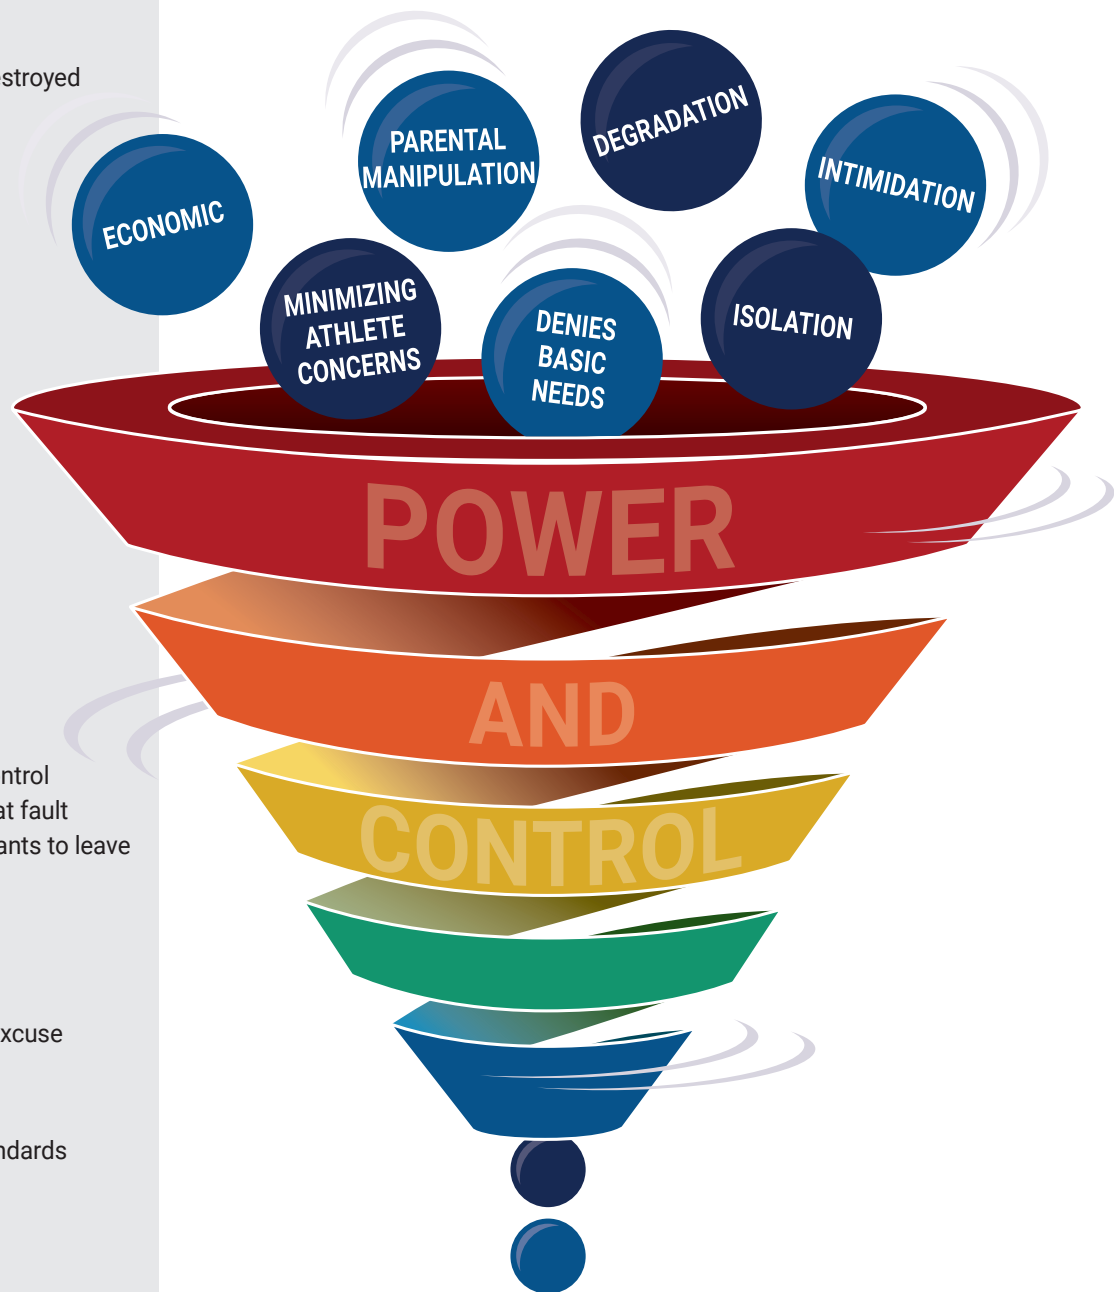 estroyed
ntrol
at fault
ants to leave
xcuse
ndards
ECONOMIC
PARENTAL
MANIPULATION
DEGRADATION
INTIMIDATION
MINIMIZING
ATHLETE
CONCERNS
DENIES
BASIC
NEEDS
ISOLATION
POWER
AND
CONTROL